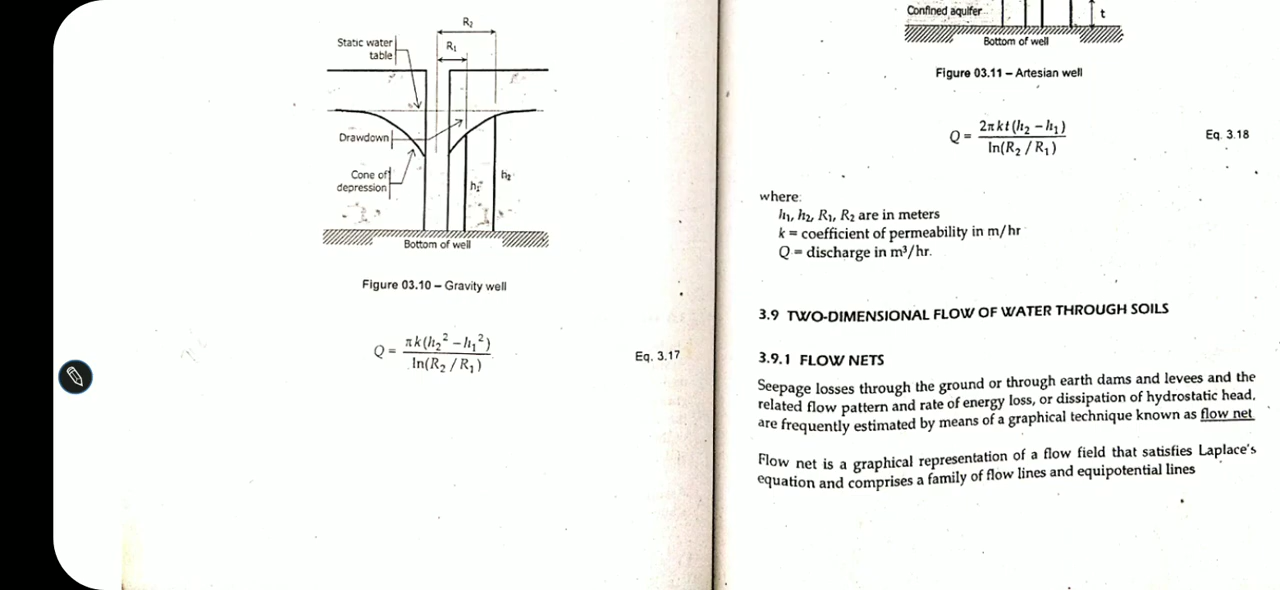 R₂
Static water
table
R₁
Drawdown
Cone of
depression
h₁
h₂
Bottom of well
Figure 03.10 – Gravity well
Q = πk(h₂² – h₁²) / ln(R₂ / R₁)
Eq. 3.17
Confined aquifer
t
Bottom of well
Figure 03.11 – Artesian well
Q = 2πkt(h₂ – h₁) / ln(R₂ / R₁)
Eq. 3.18
where:
h₁, h₂, R₁, R₂ are in meters
k = coefficient of permeability in m/hr
Q = discharge in m³/hr.
3.9 TWO-DIMENSIONAL FLOW OF WATER THROUGH SOILS
3.9.1 FLOW NETS
Seepage losses through the ground or through earth dams and levees and the
related flow pattern and rate of energy loss, or dissipation of hydrostatic head,
are frequently estimated by means of a graphical technique known as flow net
Flow net is a graphical representation of a flow field that satisfies Laplace's
equation and comprises a family of flow lines and equipotential lines